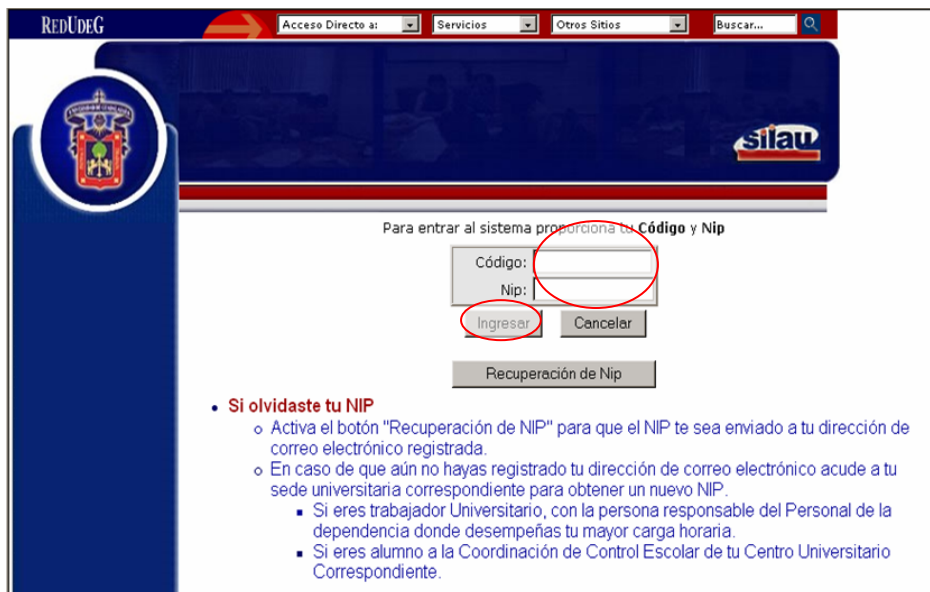 REDUDEG
Acceso Directo a: Servicios Otros Sitios Buscar...
silau
Para entrar al sistema proporciona tu Código y Nip
Código:
Nip:
Ingresar Cancelar
Recuperación de Nip
Si olvidaste tu NIP
Activa el botón "Recuperación de NIP" para que el NIP te sea enviado a tu dirección de
correo electrónico registrada.
En caso de que aún no hayas registrado tu dirección de correo electrónico acude a tu
sede universitaria correspondiente para obtener un nuevo NIP.
Si eres trabajador Universitario, con la persona responsable del Personal de la
dependencia donde desempeñas tu mayor carga horaria.
Si eres alumno a la Coordinación de Control Escolar de tu Centro Universitario
Correspondiente.